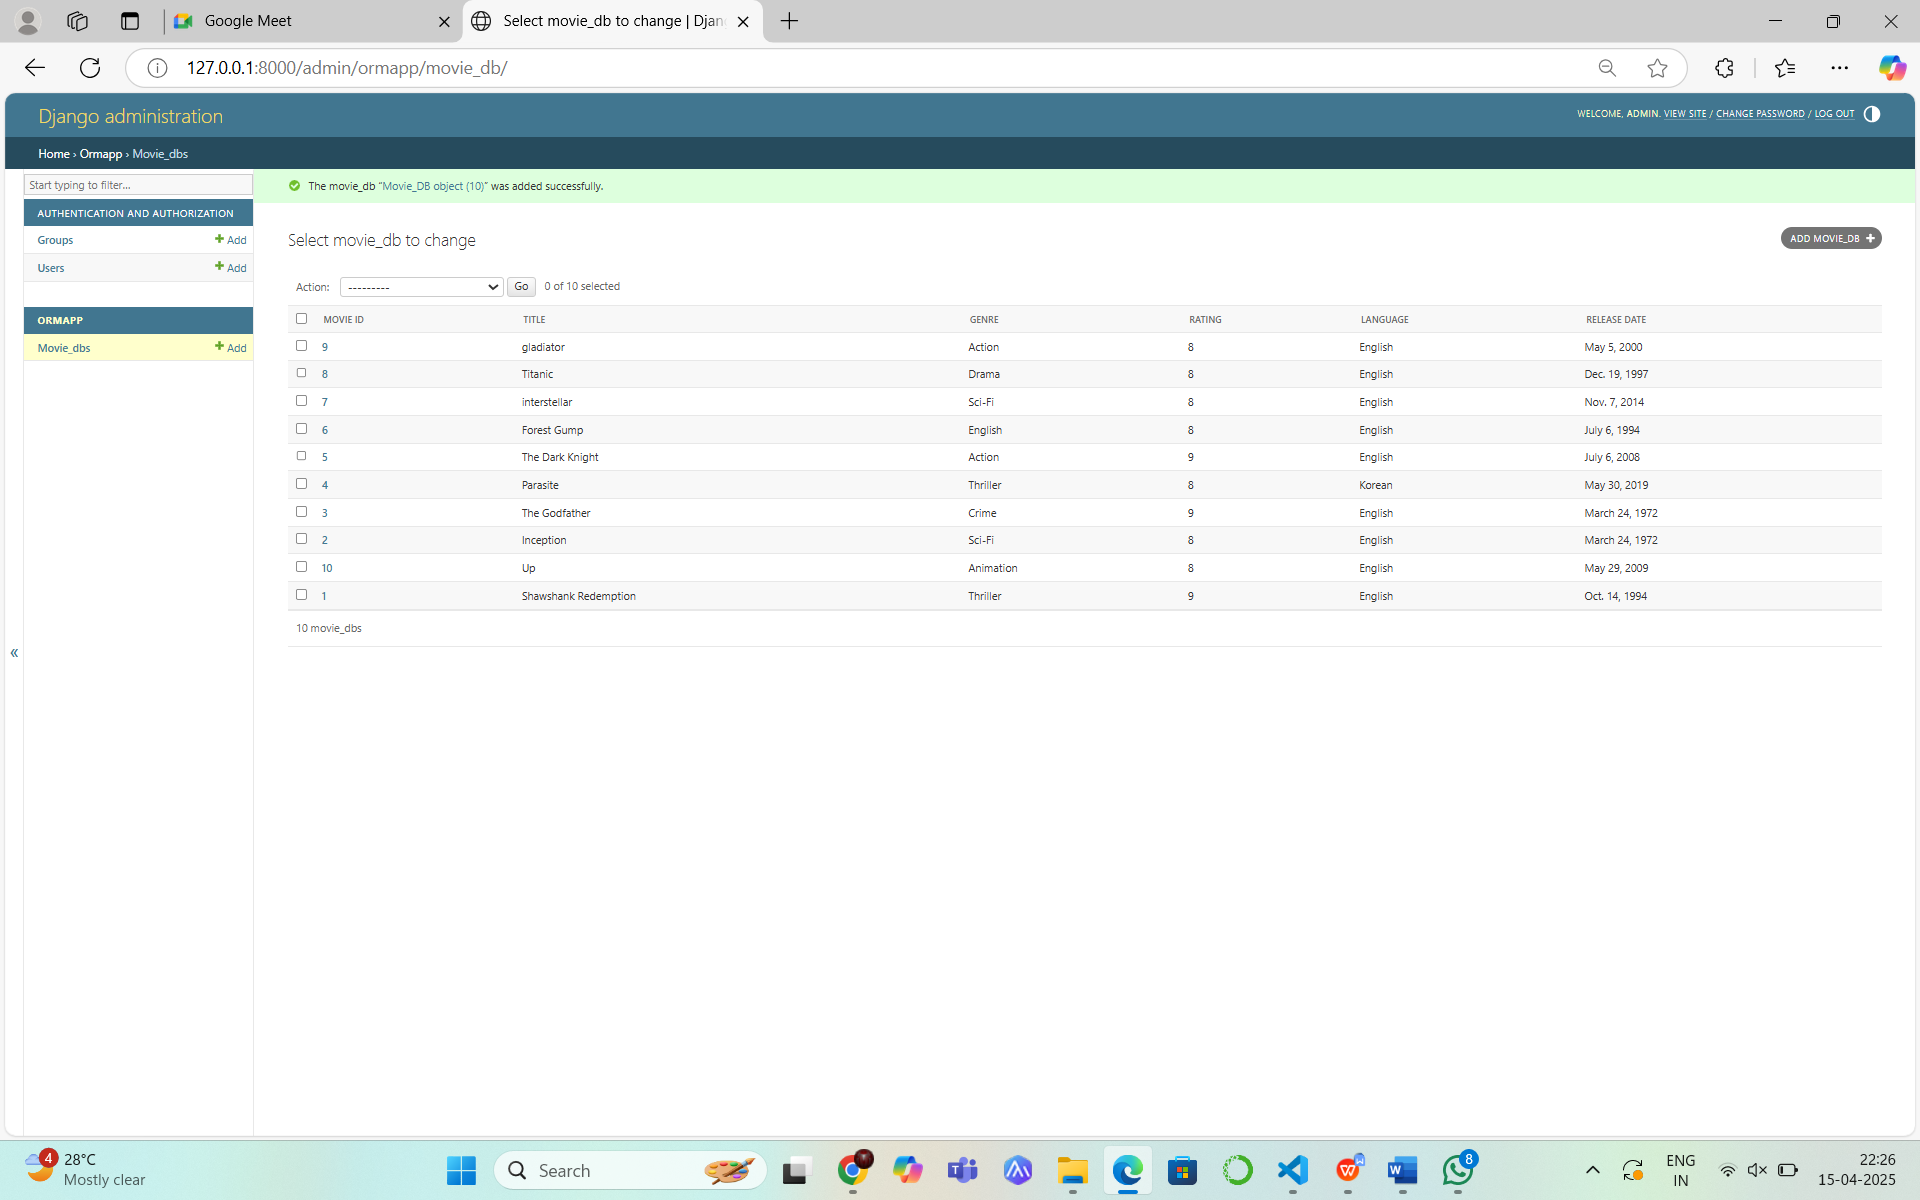 Google Meet
Select movie_db to change | Djan
127.0.0.1:8000/admin/ormapp/movie_db/
Django administration
WELCOME, ADMIN. VIEW SITE / CHANGE PASSWORD / LOG OUT
Home › Ormapp › Movie_dbs
Start typing to filter...
The movie_db “Movie_DB object (10)” was added successfully.
AUTHENTICATION AND AUTHORIZATION
Groups Add
Users Add
ORMAPP
Movie_dbs Add
Select movie_db to change
ADD MOVIE_DB
Action: --------- Go 0 of 10 selected
MOVIE ID TITLE GENRE RATING LANGUAGE RELEASE DATE
9 gladiator Action 8 English May 5, 2000
8 Titanic Drama 8 English Dec. 19, 1997
7 interstellar Sci-Fi 8 English Nov. 7, 2014
6 Forest Gump English 8 English July 6, 1994
5 The Dark Knight Action 9 English July 6, 2008
4 Parasite Thriller 8 Korean May 30, 2019
3 The Godfather Crime 9 English March 24, 1972
2 Inception Sci-Fi 8 English March 24, 1972
10 Up Animation 8 English May 29, 2009
1 Shawshank Redemption Thriller 9 English Oct. 14, 1994
10 movie_dbs
«
4
28°C
Mostly clear
Search
8
ENG
IN
22:26
15-04-2025